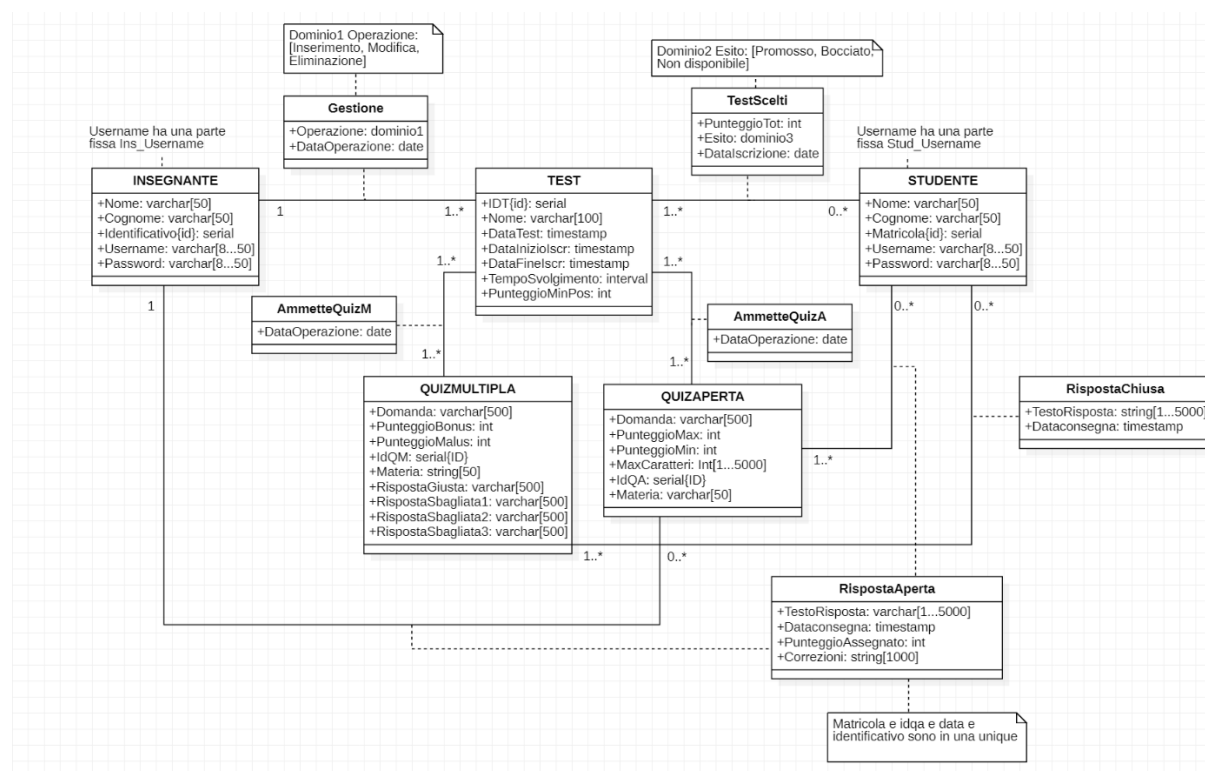 Dominio1 Operazione:
[Inserimento, Modifica,
Eliminazione]
Dominio2 Esito: [Promosso, Bocciato,
Non disponibile]
Gestione
+Operazione: dominio1
+DataOperazione: date
TestScelti
+PunteggioTot: int
+Esito: dominio3
+DataIscrizione: date
Username ha una parte
fissa Ins_Username
Username ha una parte
fissa Stud_Username
INSEGNANTE
+Nome: varchar[50]
+Cognome: varchar[50]
+Identificativo{id}: serial
+Username: varchar[8...50]
+Password: varchar[8...50]
1
1..*
TEST
+IDT{id}: serial
+Nome: varchar[100]
+DataTest: timestamp
+DataInizioIscr: timestamp
+DataFineIscr: timestamp
+TempoSvolgimento: interval
+PunteggioMinPos: int
1..*
0..*
STUDENTE
+Nome: varchar[50]
+Cognome: varchar[50]
+Matricola{id}: serial
+Username: varchar[8...50]
+Password: varchar[8...50]
1..*
1..*
1
0..*
0..*
AmmetteQuizM
+DataOperazione: date
AmmetteQuizA
+DataOperazione: date
1..*
1..*
QUIZMULTIPLA
+Domanda: varchar[500]
+PunteggioBonus: int
+PunteggioMalus: int
+IdQM: serial{ID}
+Materia: string[50]
+RispostaGiusta: varchar[500]
+RispostaSbagliata1: varchar[500]
+RispostaSbagliata2: varchar[500]
+RispostaSbagliata3: varchar[500]
QUIZAPERTA
+Domanda: varchar[500]
+PunteggioMax: int
+PunteggioMin: int
+MaxCaratteri: Int[1...5000]
+IdQA: serial{ID}
+Materia: varchar[50]
RispostaChiusa
+TestoRisposta: string[1...5000]
+Dataconsegna: timestamp
1..*
1..*
0..*
RispostaAperta
+TestoRisposta: varchar[1...5000]
+Dataconsegna: timestamp
+PunteggioAssegnato: int
+Correzioni: string[1000]
Matricola e idqa e data e
identificativo sono in una unique